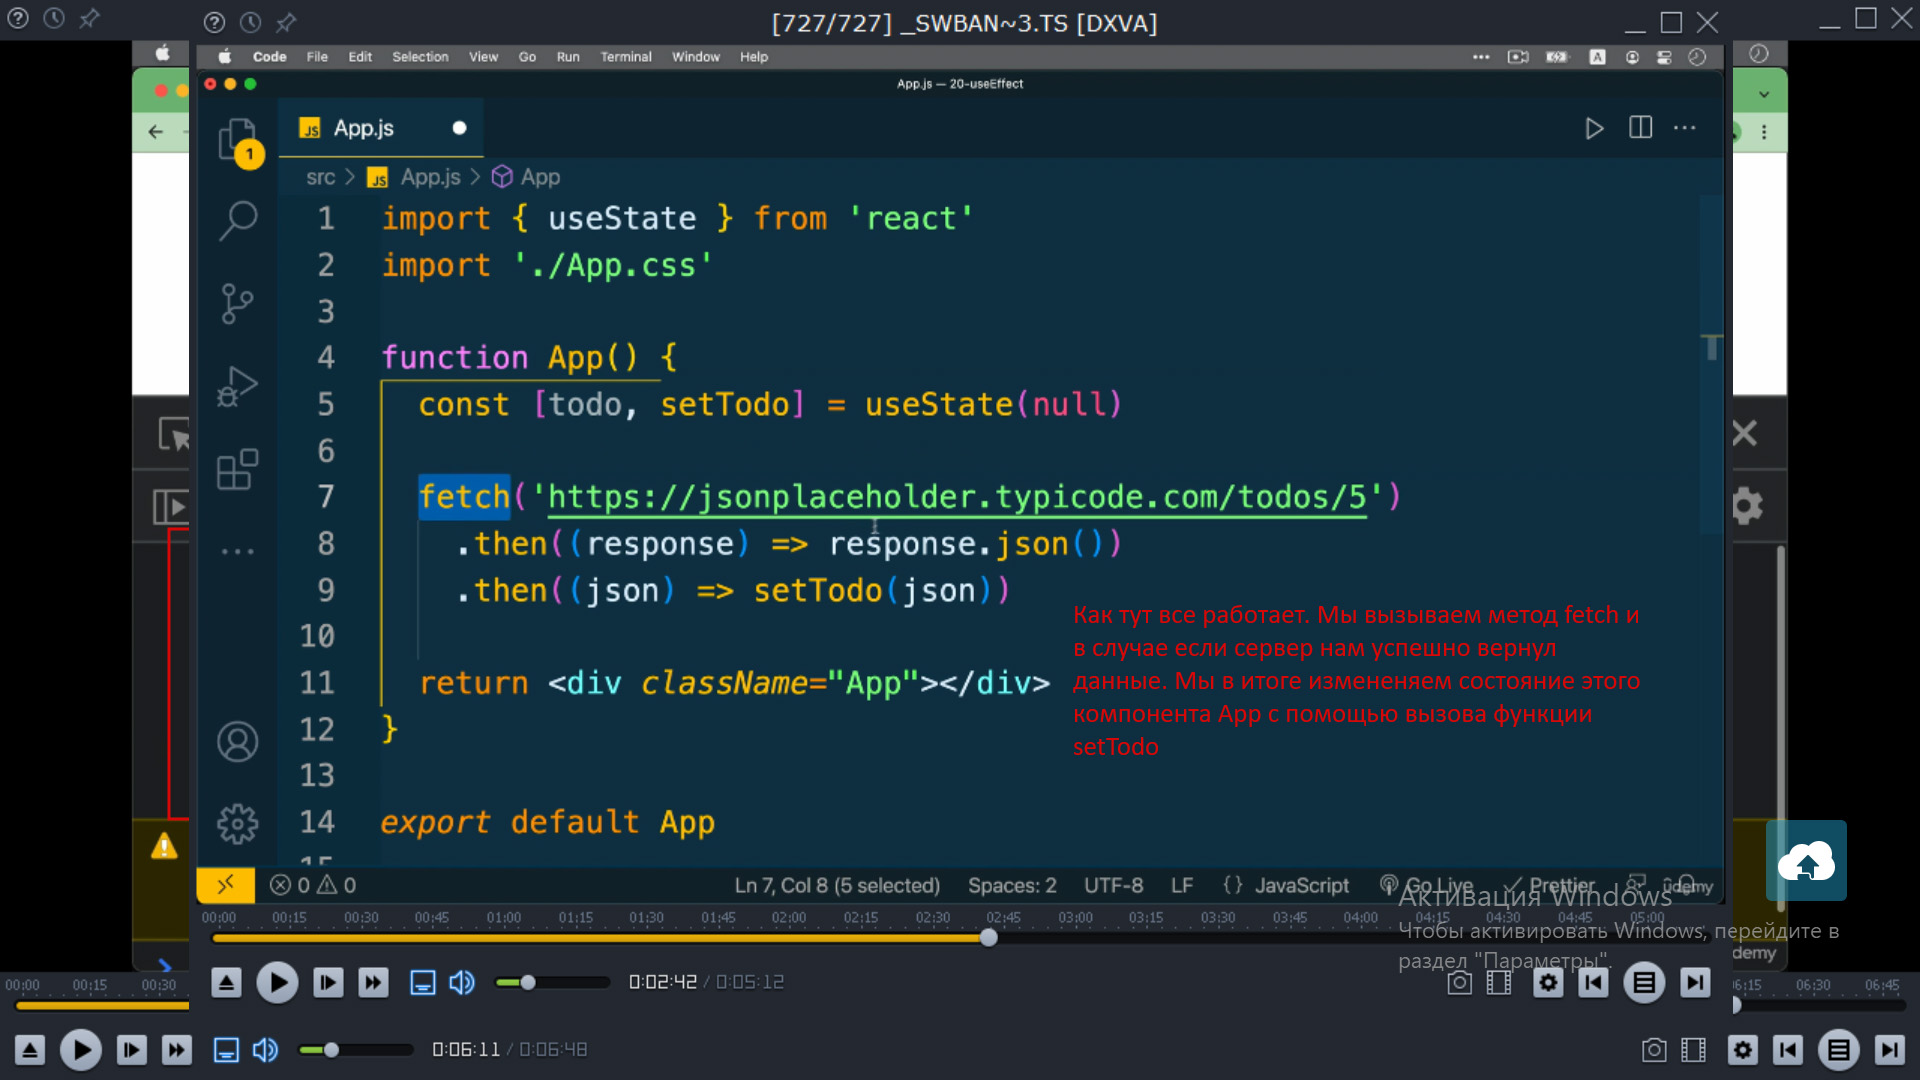 [727/727] _SWBAN~3.TS [DXVA]
Code File Edit Selection View Go Run Terminal Window Help
A
App.js — 20-useEffect
JS App.js
1
src > JS App.js > App
1 import { useState } from 'react'
2 import './App.css'
3
4 function App() {
5 const [todo, setTodo] = useState(null)
6
7 fetch('https://jsonplaceholder.typicode.com/todos/5')
8 .then((response) => response.json())
9 .then((json) => setTodo(json))
10
11 return <div className="App"></div>
12 }
13
14 export default App
15
Как тут все работает. Мы вызываем метод fetch и
в случае если сервер нам успешно вернул
данные. Мы в итоге измененяем состояние этого
компонента App с помощью вызова функции
setTodo
0 0 Ln 7, Col 8 (5 selected) Spaces: 2 UTF-8 LF {} JavaScript Go Live Prettier
ûdemy
Активация Windows
Чтобы активировать Windows, перейдите в
раздел "Параметры".
demy
00:00 00:15 00:30 00:45 01:00 01:15 01:30 01:45 02:00 02:15 02:30 02:45 03:00 03:15 03:30 03:45 04:00 04:15 04:30 04:45 05:00
0:02:42 / 0:05:12
00:00 00:15 00:30 6:15 06:30 06:45
0:06:11 / 0:06:48